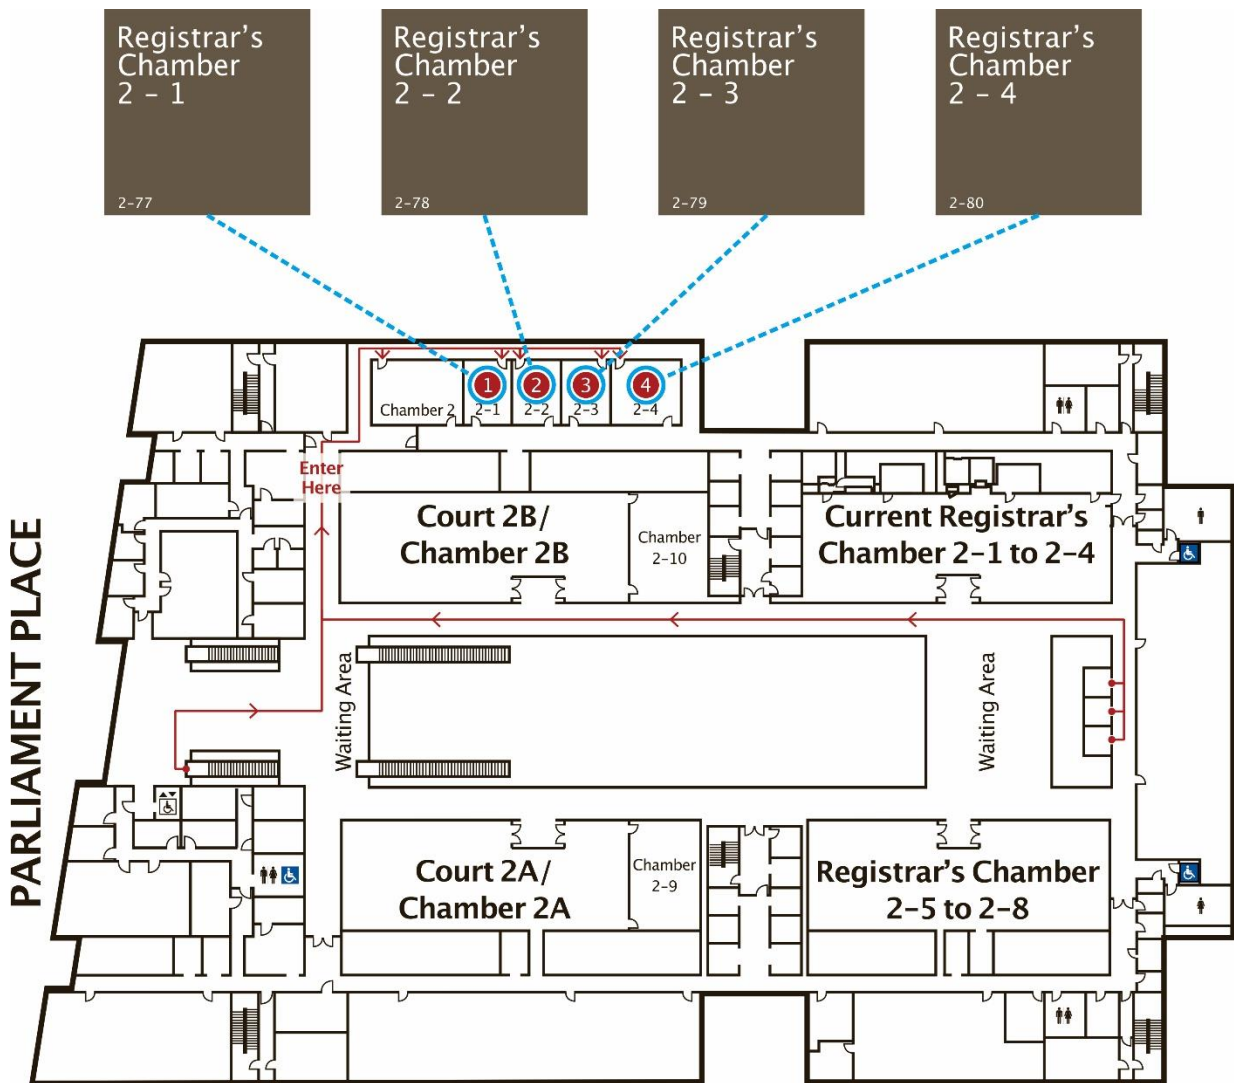 Registrar's
Chamber
2 – 1
2–77
Registrar's
Chamber
2 – 2
2–78
Registrar's
Chamber
2 – 3
2–79
Registrar's
Chamber
2 – 4
2–80
1
2
3
4
Chamber 2
2–1
2–2
2–3
2–4
Enter
Here
Court 2B/
Chamber 2B
Chamber
2–10
Current Registrar's
Chamber 2–1 to 2–4
PARLIAMENT PLACE
Waiting Area
Waiting Area
Court 2A/
Chamber 2A
Chamber
2–9
Registrar's Chamber
2–5 to 2–8